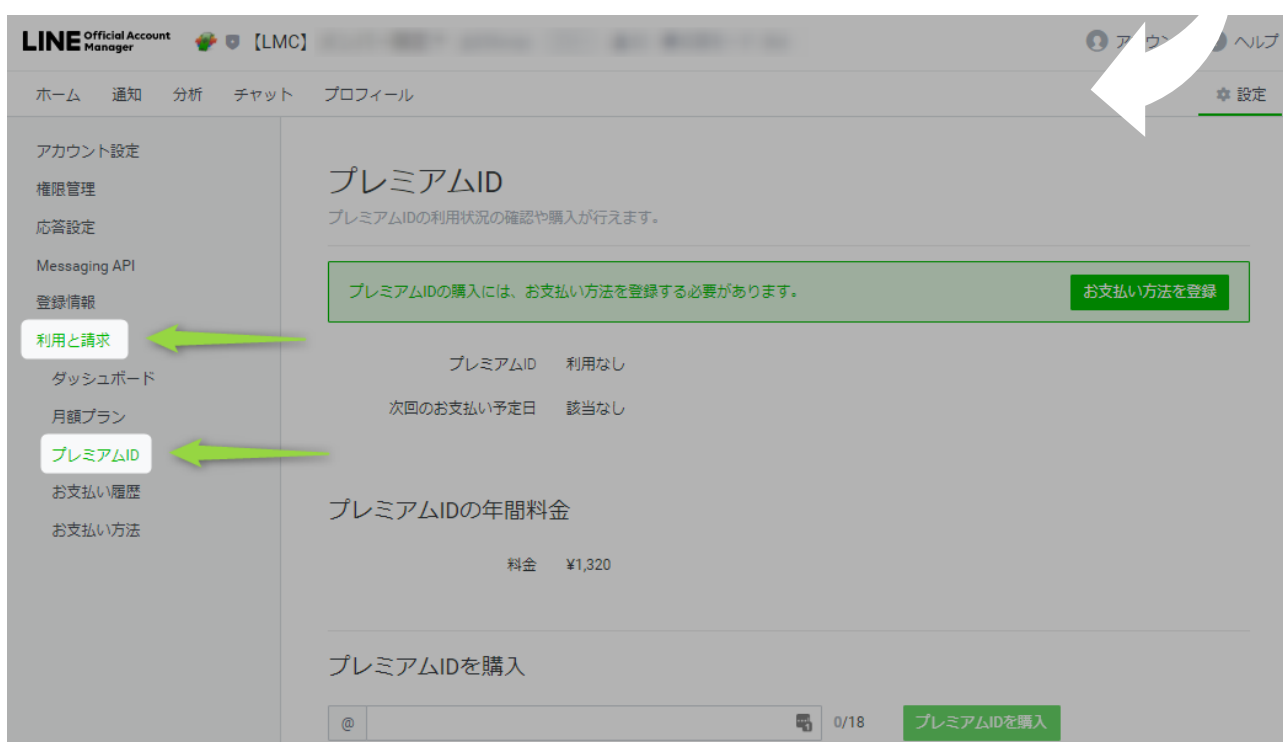 LINE Official Account Manager 【LMC】
ヘルプ
ホーム 通知 分析 チャット プロフィール 設定
アカウント設定
権限管理
応答設定
Messaging API
登録情報
利用と請求
ダッシュボード
月額プラン
プレミアムID
お支払い履歴
お支払い方法
プレミアムID
プレミアムIDの利用状況の確認や購入が行えます。
プレミアムIDの購入には、お支払い方法を登録する必要があります。 お支払い方法を登録
プレミアムID 利用なし
次回のお支払い予定日 該当なし
プレミアムIDの年間料金
料金 ¥1,320
プレミアムIDを購入
@ 0/18 プレミアムIDを購入